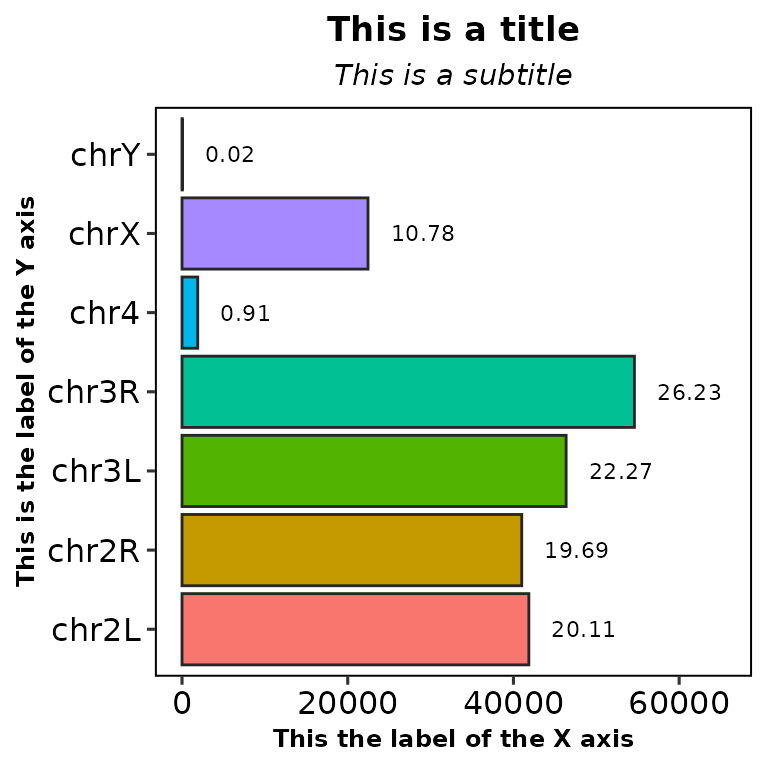 This is a title
This is a subtitle
This is the label of the Y axis
chrY 0.02
chrX 10.78
chr4 0.91
chr3R 26.23
chr3L 22.27
chr2R 19.69
chr2L 20.11
0 20000 40000 60000
This the label of the X axis